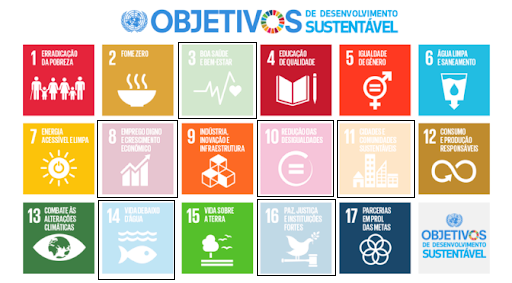 OBJETIVOS DE DESENVOLVIMENTO
SUSTENTÁVEL
1 ERRADICAÇÃO
DA POBREZA
2 FOME ZERO
3 BOA SAÚDE
E BEM-ESTAR
4 EDUCAÇÃO
DE QUALIDADE
5 IGUALDADE
DE GÊNERO
6 ÁGUA LIMPA
E SANEAMENTO
7 ENERGIA
ACESSÍVEL E LIMPA
8 EMPREGO DIGNO
E CRESCIMENTO
ECONÔMICO
9 INDÚSTRIA,
INOVAÇÃO E
INFRAESTRUTURA
10 REDUÇÃO DAS
DESIGUALDADES
11 CIDADES E
COMUNIDADES
SUSTENTÁVEIS
12 CONSUMO
E PRODUÇÃO
RESPONSÁVEIS
13 COMBATE ÀS
ALTERAÇÕES
CLIMÁTICAS
14 VIDA DEBAIXO
D'ÁGUA
15 VIDA SOBRE
A TERRA
16 PAZ, JUSTIÇA
E INSTITUIÇÕES
FORTES
17 PARCERIAS
EM PROL
DAS METAS
OBJETIVOS
DE DESENVOLVIMENTO
SUSTENTÁVEL